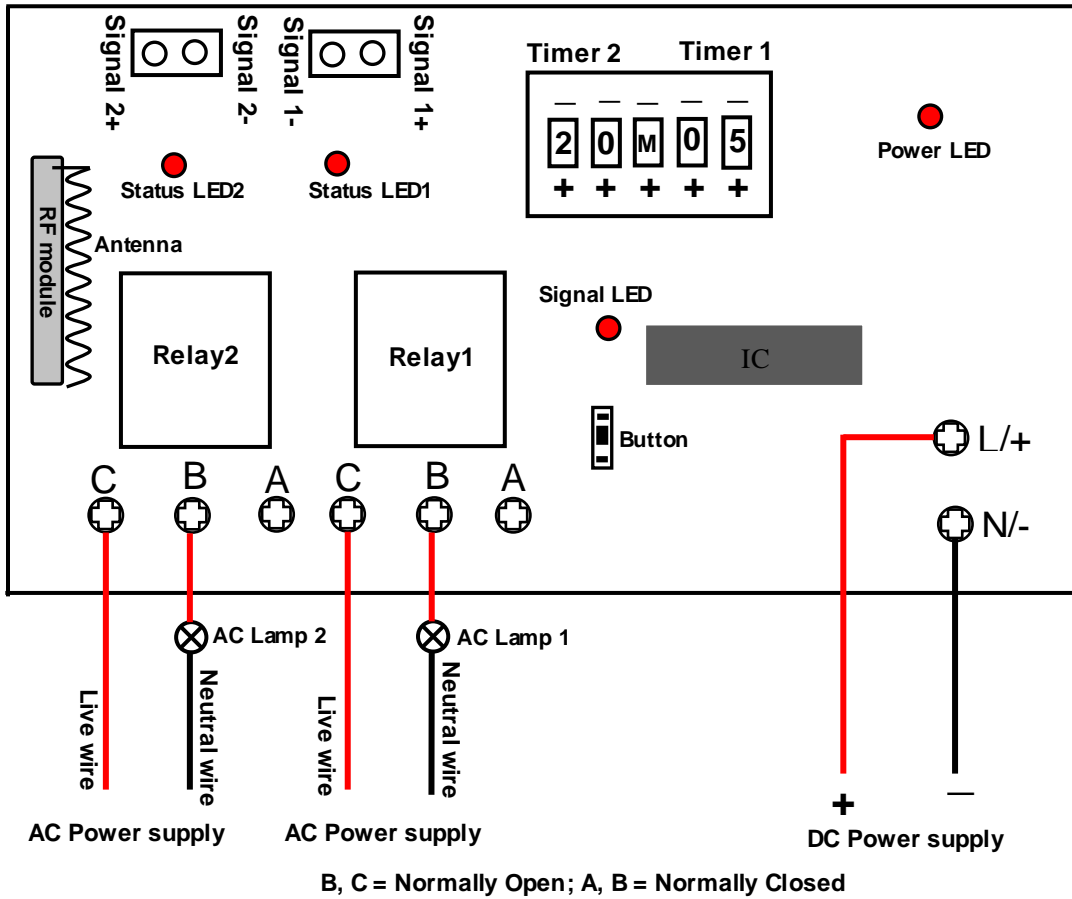 Signal 2+
Signal 2-
Signal 1-
Signal 1+
Timer 2
Timer 1
— — — — —
2 0 M 0 5
+ + + + +
Power LED
Status LED2
Status LED1
RF module
Antenna
Signal LED
Relay2
Relay1
IC
Button
L/+
N/-
C
B
A
C
B
A
AC Lamp 2
AC Lamp 1
Live wire
Neutral wire
Live wire
Neutral wire
+
—
AC Power supply
AC Power supply
DC Power supply
B, C = Normally Open; A, B = Normally Closed